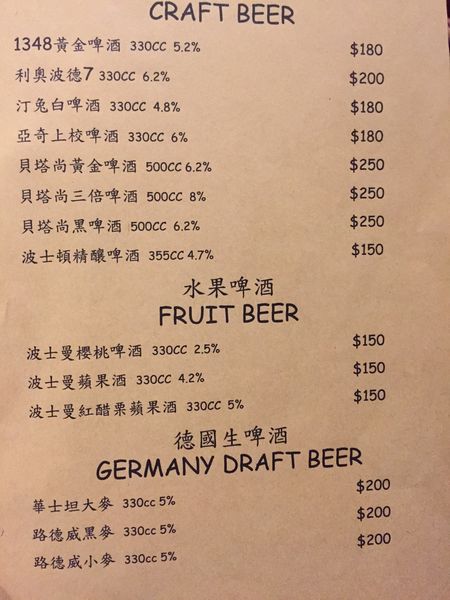 CRAFT BEER
1348黃金啤酒 330CC 5.2% $180
利奧波德7 330CC 6.2% $200
汀兔白啤酒 330CC 4.8% $180
亞奇上校啤酒 330CC 6% $180
貝塔尚黃金啤酒 500CC 6.2% $250
貝塔尚三倍啤酒 500CC 8% $250
貝塔尚黑啤酒 500CC 6.2% $250
波士頓精釀啤酒 355CC 4.7% $150
水果啤酒
FRUIT BEER
波士曼櫻桃啤酒 330CC 2.5% $150
波士曼蘋果酒 330CC 4.2% $150
波士曼紅醋栗蘋果酒 330CC 5% $150
德國生啤酒
GERMANY DRAFT BEER
華士坦大麥 330cc 5% $200
路德威黑麥 330cc 5% $200
路德威小麥 330cc 5% $200